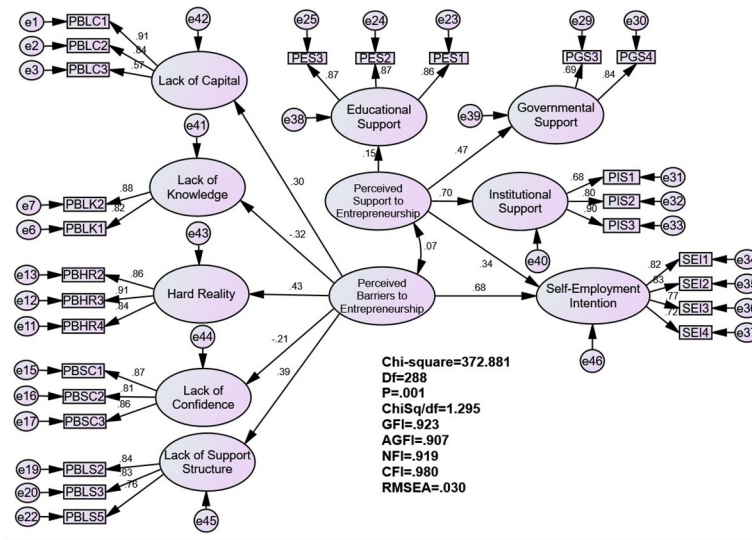 e1 PBLC1
e2 PBLC2
e3 PBLC3
.91
.84
.57
e42
Lack of Capital
e25 e24 e23
PES3 PES2 PES1
.87 .87 .86
e38
Educational
Support
e29 e30
PGS3 PGS4
.69 .84
e39
Governmental
Support
e41
Lack of
Knowledge
e7 PBLK2
e6 PBLK1
.88
.82
.30
-.32
.15
.47
Perceived
Support to
Entrepreneurship
.70
Institutional
Support
.68
.80
.90
PIS1 e31
PIS2 e32
PIS3 e33
e40
.07
.34
e43
Hard Reality
e13 PBHR2
e12 PBHR3
e11 PBHR4
.86
.91
.84
.43
Perceived
Barriers to
Entrepreneurship
.68
Self-Employment
Intention
.82
.83
.77
.72
SEI1
SEI2
SEI3
SEI4
e46
e44
Lack of
Confidence
e15 PBSC1
e16 PBSC2
e17 PBSC3
.87
.81
.86
-.21
.39
Lack of Support
Structure
e19 PBLS2
e20 PBLS3
e22 PBLS5
.84
.83
.76
e45
Chi-square=372.881
Df=288
P=.001
ChiSq/df=1.295
GFI=.923
AGFI=.907
NFI=.919
CFI=.980
RMSEA=.030